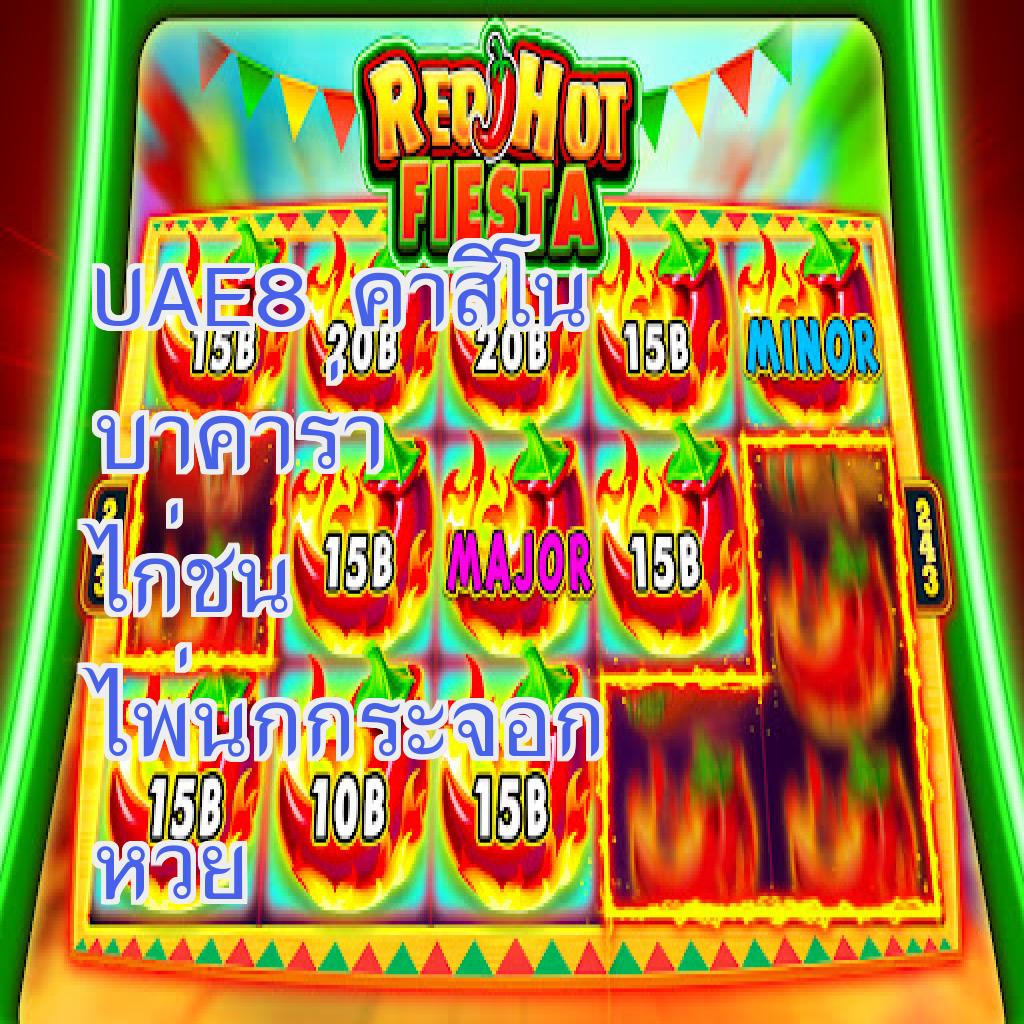 RED HOT
FIESTA
UAE8 คาสิโน
15B 20B 20B 15B MINOR
บาคาร่า
243 243
15B MAJOR 15B
ไก่ชน
ไพ่นกกระจอก
15B 10B 15B
หวย